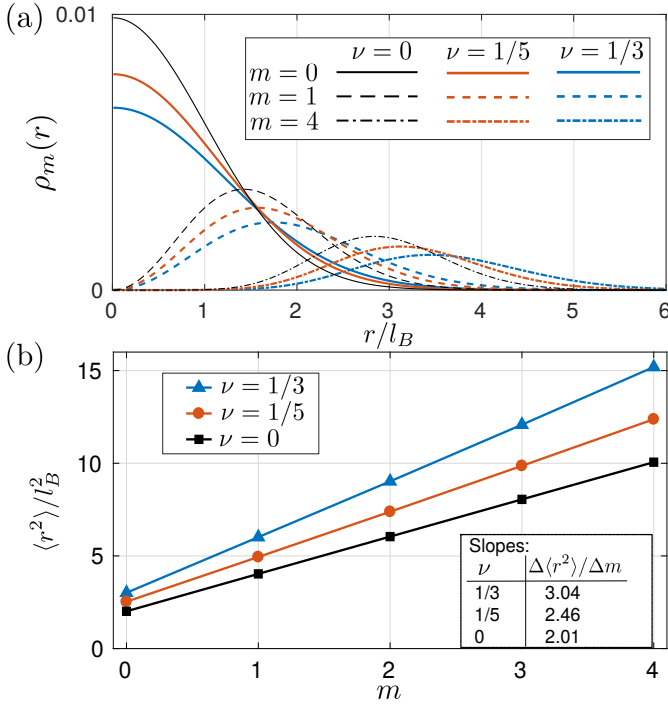 (a)
0.01
ν = 0 ν = 1/5 ν = 1/3
m = 0
m = 1
m = 4
ρm(r)
0
0 1 2 3 4 5 6
r/lB
(b)
15
ν = 1/3
ν = 1/5
ν = 0
10
⟨r²⟩/l²B
5
Slopes:
ν Δ⟨r²⟩/Δm
1/3 3.04
1/5 2.46
0 2.01
0
0 1 2 3 4
m